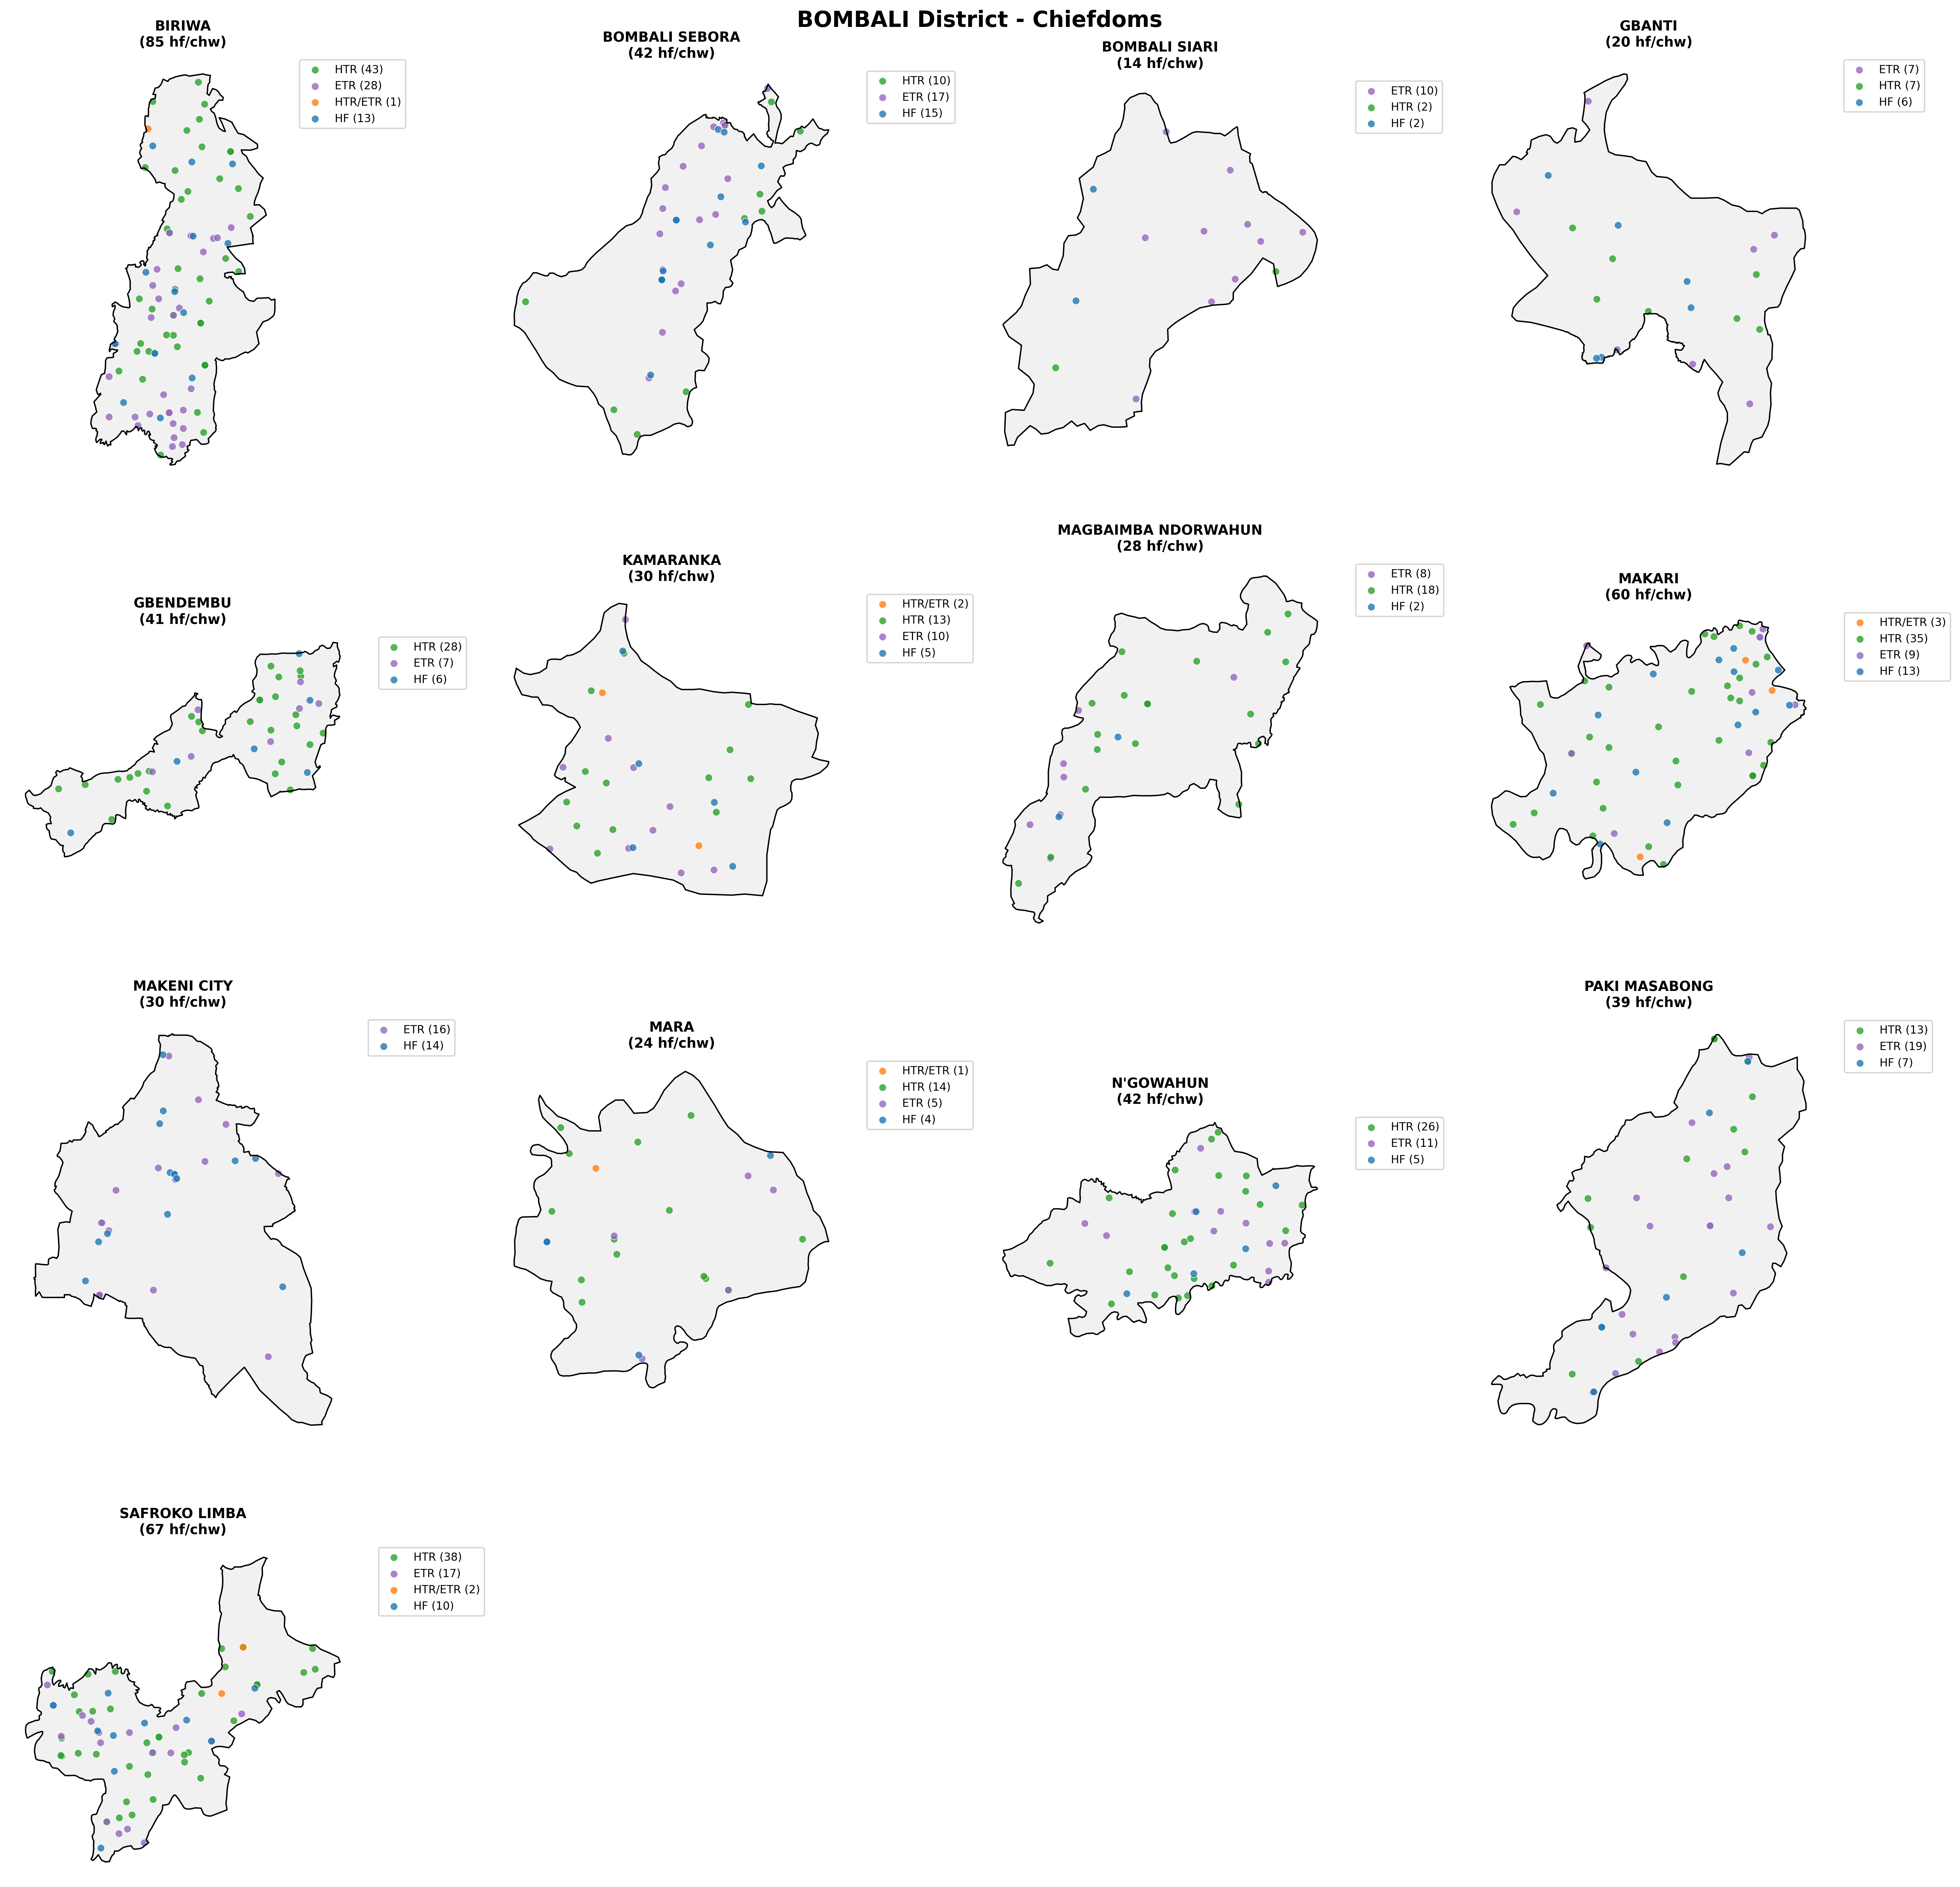 BOMBALI District - Chiefdoms
BIRIWA
(85 hf/chw)
HTR (43)
ETR (28)
HTR/ETR (1)
HF (13)
BOMBALI SEBORA
(42 hf/chw)
HTR (10)
ETR (17)
HF (15)
BOMBALI SIARI
(14 hf/chw)
ETR (10)
HTR (2)
HF (2)
GBANTI
(20 hf/chw)
ETR (7)
HTR (7)
HF (6)
GBENDEMBU
(41 hf/chw)
HTR (28)
ETR (7)
HF (6)
KAMARANKA
(30 hf/chw)
HTR/ETR (2)
HTR (13)
ETR (10)
HF (5)
MAGBAIMBA NDORWAHUN
(28 hf/chw)
ETR (8)
HTR (18)
HF (2)
MAKARI
(60 hf/chw)
HTR/ETR (3)
HTR (35)
ETR (9)
HF (13)
MAKENI CITY
(30 hf/chw)
ETR (16)
HF (14)
MARA
(24 hf/chw)
HTR/ETR (1)
HTR (14)
ETR (5)
HF (4)
N'GOWAHUN
(42 hf/chw)
HTR (26)
ETR (11)
HF (5)
PAKI MASABONG
(39 hf/chw)
HTR (13)
ETR (19)
HF (7)
SAFROKO LIMBA
(67 hf/chw)
HTR (38)
ETR (17)
HTR/ETR (2)
HF (10)